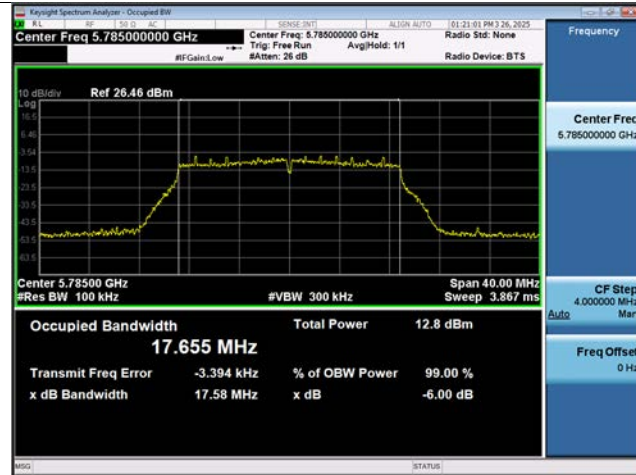 Keysight Spectrum Analyzer - Occupied BW
RL RF 50 Ω AC SENSE:INT ALIGN AUTO 01:21:01 PM 3 26, 2025
Center Freq 5.785000000 GHz
Center Freq: 5.785000000 GHz
Radio Std: None
Trig: Free Run Avg|Hold: 1/1
#IFGain:Low #Atten: 26 dB Radio Device: BTS
10 dB/div Ref 26.46 dBm
Log
16.5
6.46
-3.54
-13.5
-23.5
-33.5
-43.5
-53.5
-63.5
Center 5.78500 GHz Span 40.00 MHz
#Res BW 100 kHz #VBW 300 kHz Sweep 3.867 ms
Occupied Bandwidth Total Power 12.8 dBm
17.655 MHz
Transmit Freq Error -3.394 kHz % of OBW Power 99.00 %
x dB Bandwidth 17.58 MHz x dB -6.00 dB
MSG STATUS
Frequency
Center Freq
5.785000000 GHz
CF Step
4.000000 MHz
Auto Man
Freq Offset
0 Hz